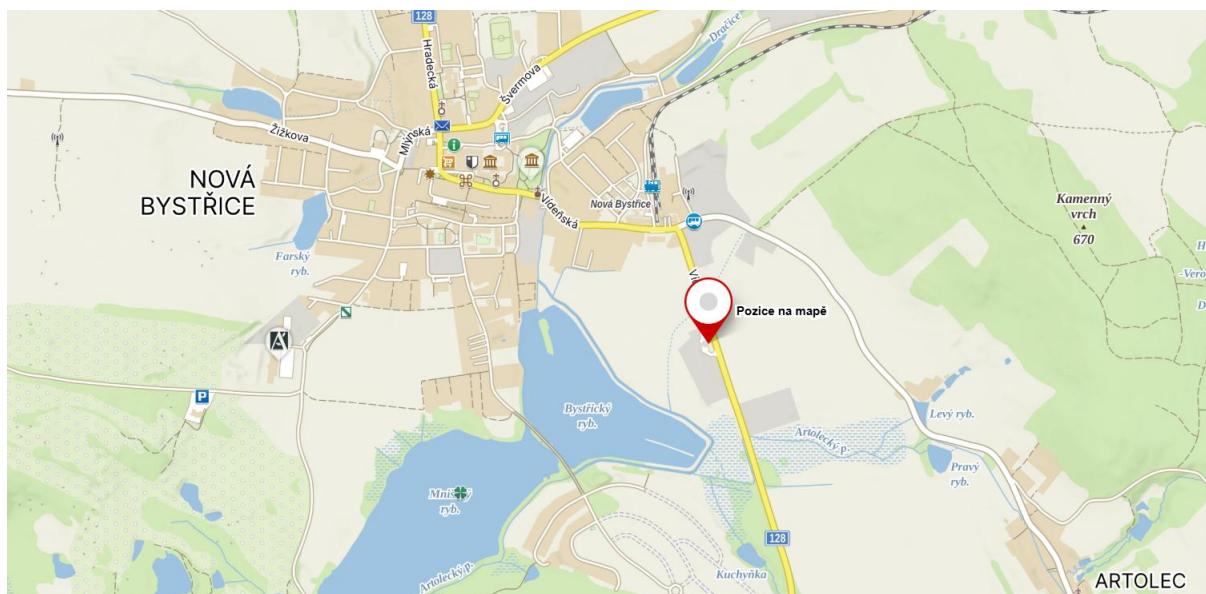 128
Hradecká
Švermova
Dračice
Žižkova
Mlýnská
i
NOVÁ
BYSTŘICE
Vídeňská
Nová Bystřice
Kamenný
vrch
670
Farský
ryb.
Pozice na mapě
A
P
Bystřický
ryb.
Levý ryb.
Artolecký p.
Pravý
ryb.
ryb.
128
Kuchyňka
Artolecký p.
ARTOLEC